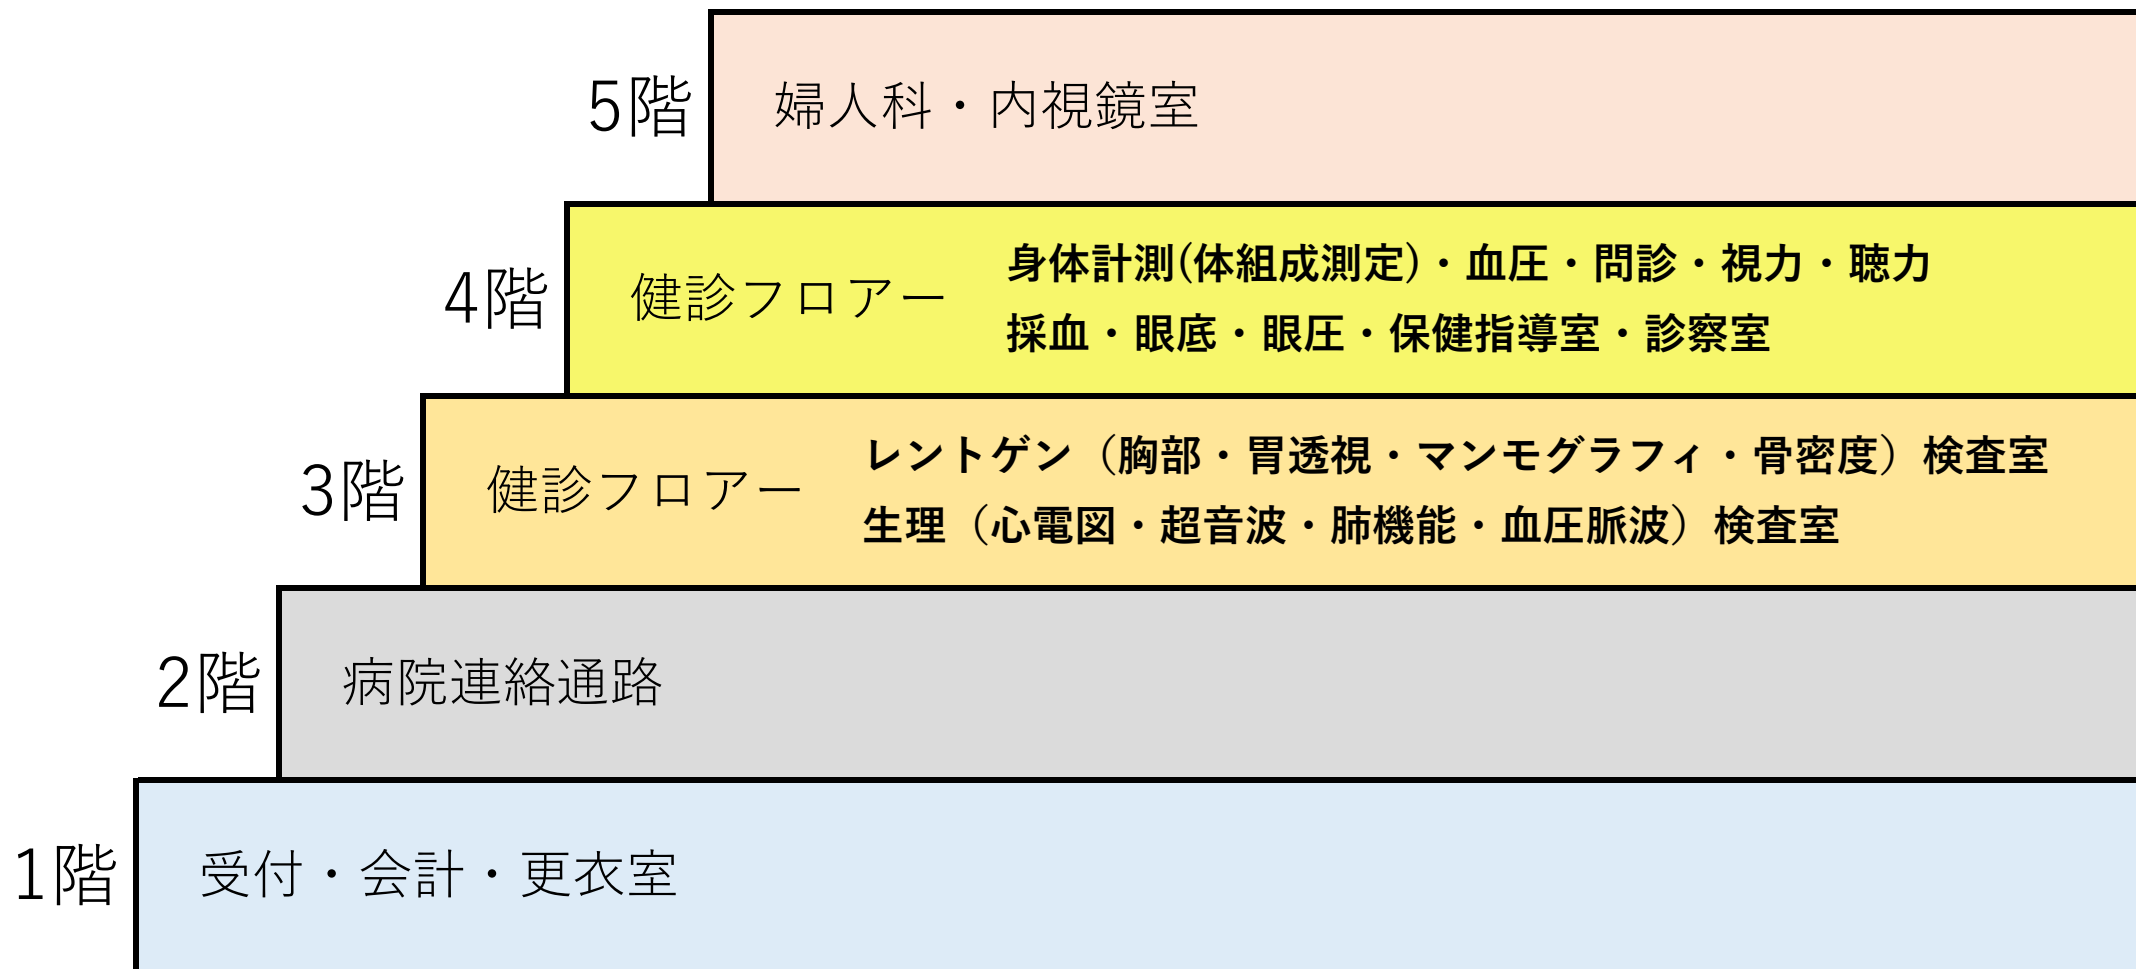 5階
婦人科・内視鏡室
4階
健診フロアー
身体計測(体組成測定)・血圧・問診・視力・聴力
採血・眼底・眼圧・保健指導室・診察室
3階
健診フロアー
レントゲン（胸部・胃透視・マンモグラフィ・骨密度）検査室
生理（心電図・超音波・肺機能・血圧脈波）検査室
2階
病院連絡通路
1階
受付・会計・更衣室